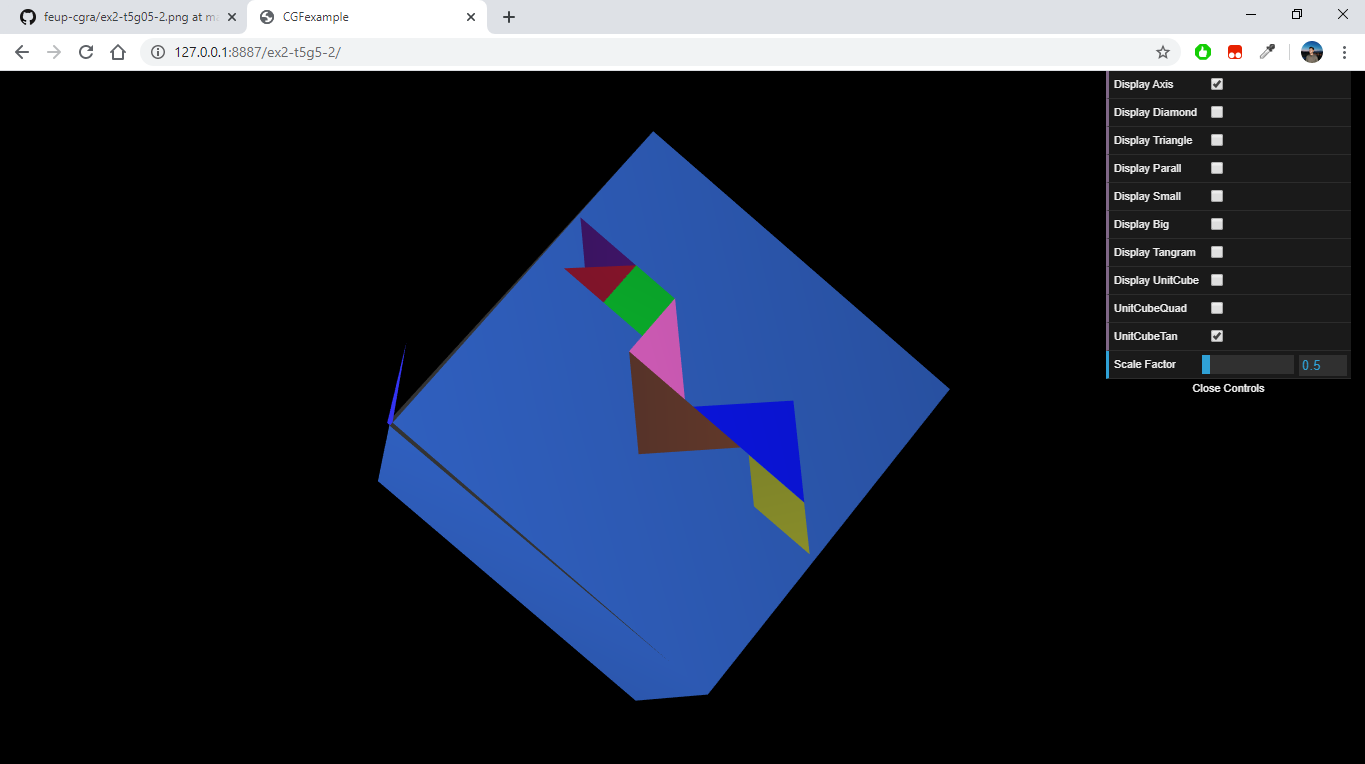 feup-cgra/ex2-t5g05-2.png at ma
CGFexample
127.0.0.1:8887/ex2-t5g5-2/
Display Axis
Display Diamond
Display Triangle
Display Parall
Display Small
Display Big
Display Tangram
Display UnitCube
UnitCubeQuad
UnitCubeTan
Scale Factor 0.5
Close Controls